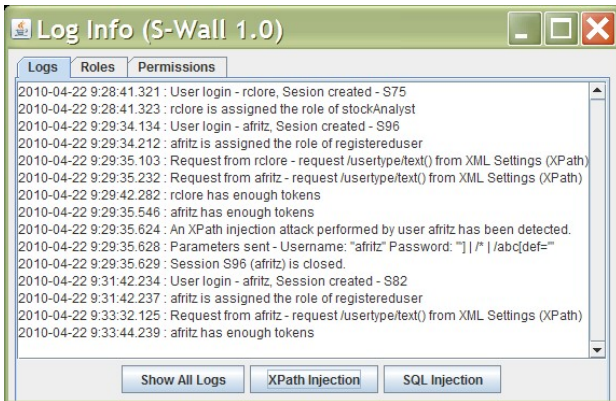 Log Info (S-Wall 1.0)
Logs Roles Permissions
2010-04-22 9:28:41.321 : User login - rclore, Sesion created - S75
2010-04-22 9:28:41.323 : rclore is assigned the role of stockAnalyst
2010-04-22 9:29:34.134 : User login - afritz, Sesion created - S96
2010-04-22 9:29:34.212 : afritz is assigned the role of registereduser
2010-04-22 9:29:35.103 : Request from rclore - request /usertype/text() from XML Settings (XPath)
2010-04-22 9:29:35.232 : Request from afritz - request /usertype/text() from XML Settings (XPath)
2010-04-22 9:29:42.282 : rclore has enough tokens
2010-04-22 9:29:35.546 : afritz has enough tokens
2010-04-22 9:29:35.624 : An XPath injection attack performed by user afritz has been detected.
2010-04-22 9:29:35.628 : Parameters sent - Username: "afritz" Password: "'] | /* | /abc[def='"
2010-04-22 9:29:35.629 : Session S96 (afritz) is closed.
2010-04-22 9:31:42.234 : User login - afritz, Session created - S82
2010-04-22 9:31:42.237 : afritz is assigned the role of registereduser
2010-04-22 9:33:32.125 : Request from afritz - request /usertype/text() from XML Settings (XPath)
2010-04-22 9:33:44.239 : afritz has enough tokens
Show All Logs XPath Injection SQL Injection